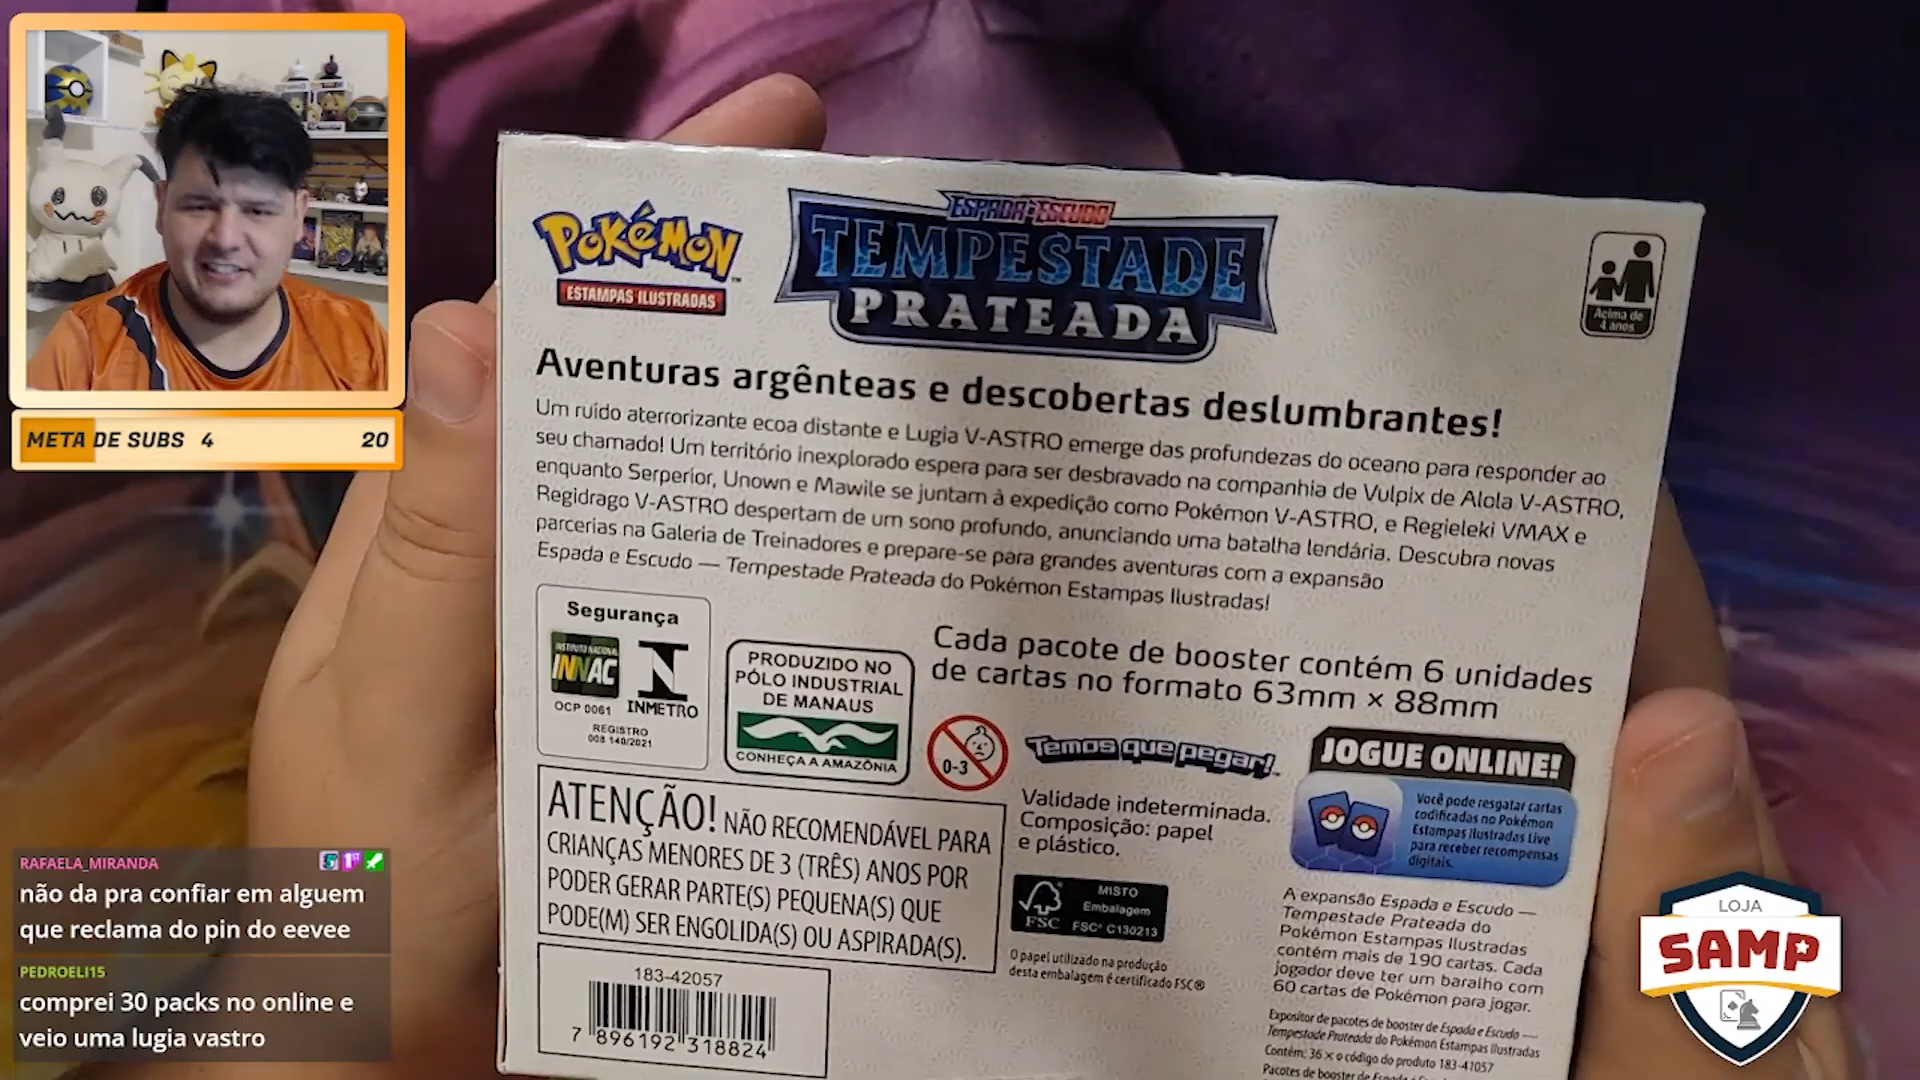 META DE SUBS 4 20
POKÉMON
ESTAMPAS ILUSTRADAS
ESPADA E ESCUDO
TEMPESTADE
PRATEADA
Acima de
4 anos
Aventuras argênteas e descobertas deslumbrantes!
Um ruído aterrorizante ecoa distante e Lugia V-ASTRO emerge das profundezas do oceano para responder ao
seu chamado! Um território inexplorado espera para ser desbravado na companhia de Vulpix de Alola V-ASTRO,
enquanto Serperior, Unown e Mawile se juntam à expedição como Pokémon V-ASTRO, e Regieleki VMAX e
Regidrago V-ASTRO despertam de um sono profundo, anunciando uma batalha lendária. Descubra novas
parcerias na Galeria de Treinadores e prepare-se para grandes aventuras com a expansão
Espada e Escudo — Tempestade Prateada do Pokémon Estampas Ilustradas!
Segurança
INSTITUTO NACIONAL
INNAC
OCP 0061
INMETRO
REGISTRO
008 140/2021
PRODUZIDO NO
PÓLO INDUSTRIAL
DE MANAUS
CONHEÇA A AMAZÔNIA
Cada pacote de booster contém 6 unidades
de cartas no formato 63mm × 88mm
0-3
Temos que pegar!
Validade indeterminada.
Composição: papel
e plástico.
JOGUE ONLINE!
Você pode resgatar cartas
codificadas no Pokémon
Estampas Ilustradas Live
para receber recompensas
digitais.
ATENÇÃO! NÃO RECOMENDÁVEL PARA
CRIANÇAS MENORES DE 3 (TRÊS) ANOS POR
PODER GERAR PARTE(S) PEQUENA(S) QUE
PODE(M) SER ENGOLIDA(S) OU ASPIRADA(S).
FSC
MISTO
Embalagem
FSC® C130213
O papel utilizado na produção
desta embalagem é certificado FSC®
A expansão Espada e Escudo —
Tempestade Prateada do
Pokémon Estampas Ilustradas
contém mais de 190 cartas. Cada
jogador deve ter um baralho com
60 cartas de Pokémon para jogar.
Expositor de pacotes de booster de Espada e Escudo —
Tempestade Prateada do Pokémon Estampas Ilustradas
Contém: 36 × o código do produto 183-41057
183-42057
7 896192 318824
RAFAELA_MIRANDA
não da pra confiar em alguem
que reclama do pin do eevee
PEDROELI15
comprei 30 packs no online e
veio uma lugia vastro
LOJA
SAMP